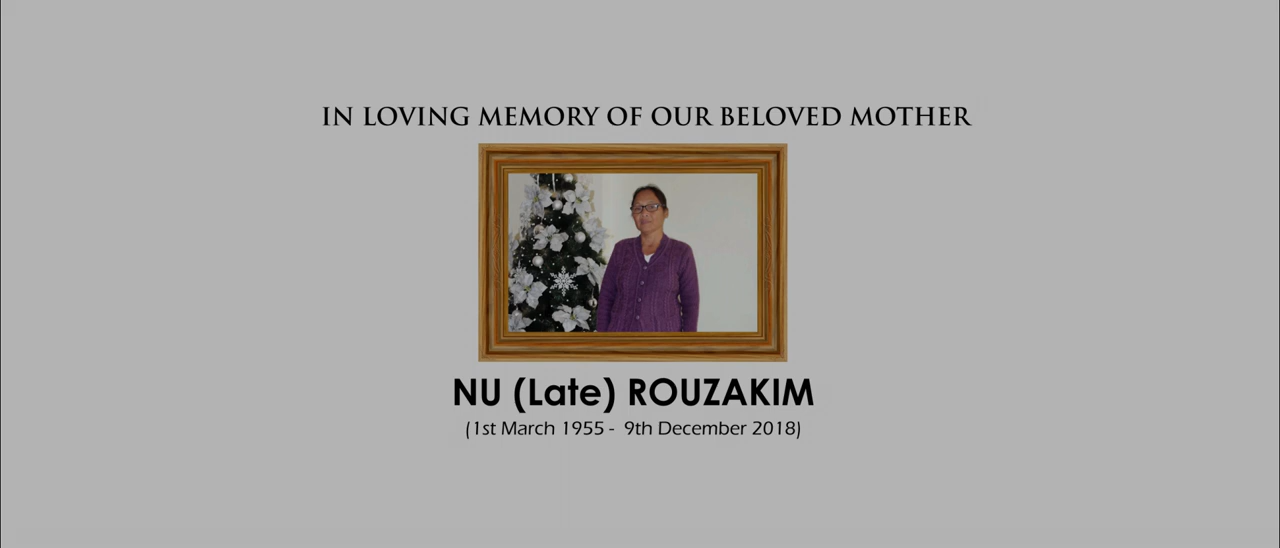 IN LOVING MEMORY OF OUR BELOVED MOTHER
NU (Late) ROUZAKIM
(1st March 1955 - 9th December 2018)